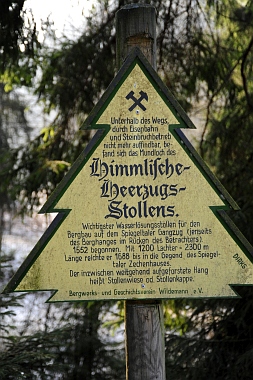 Unterhalb des Wegs,
durch Eisenbahn
und Steinbruchbetrieb
nicht mehr auffindbar, be-
fand sich das Mundloch des
Himmlische-
Heerzugs-
Stollens.
Wichtigster Wasserlösungsstollen für den
Bergbau auf dem Spiegeltaler Gangzug (jenseits
des Berghanges im Rücken des Betrachters)
1552 begonnen. Mit 1200 Lachter = 2300 m
Länge reichte er 1688 bis in die Gegend des Spiegel-
taler Zechenhauses.
Der inzwischen weitgehend aufgeforstete Hang
heißt Stollenwiese od. Stollenkappe.
Bergwerks- und Geschichtsverein Wildemann e.V.